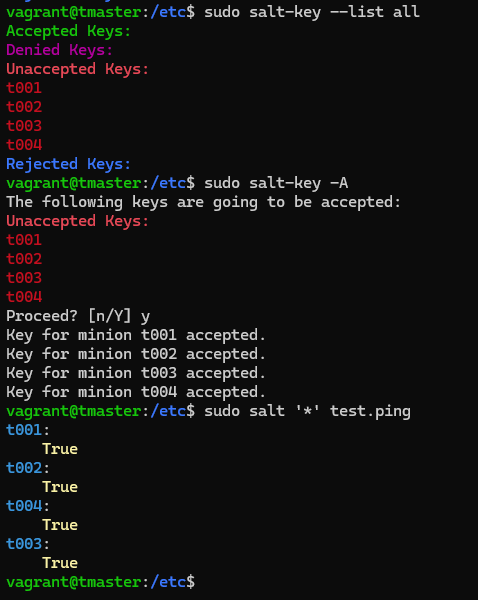 vagrant@tmaster:/etc$ sudo salt-key --list all
Accepted Keys:
Denied Keys:
Unaccepted Keys:
t001
t002
t003
t004
Rejected Keys:
vagrant@tmaster:/etc$ sudo salt-key -A
The following keys are going to be accepted:
Unaccepted Keys:
t001
t002
t003
t004
Proceed? [n/Y] y
Key for minion t001 accepted.
Key for minion t002 accepted.
Key for minion t003 accepted.
Key for minion t004 accepted.
vagrant@tmaster:/etc$ sudo salt '*' test.ping
t001:
    True
t002:
    True
t004:
    True
t003:
    True
vagrant@tmaster:/etc$